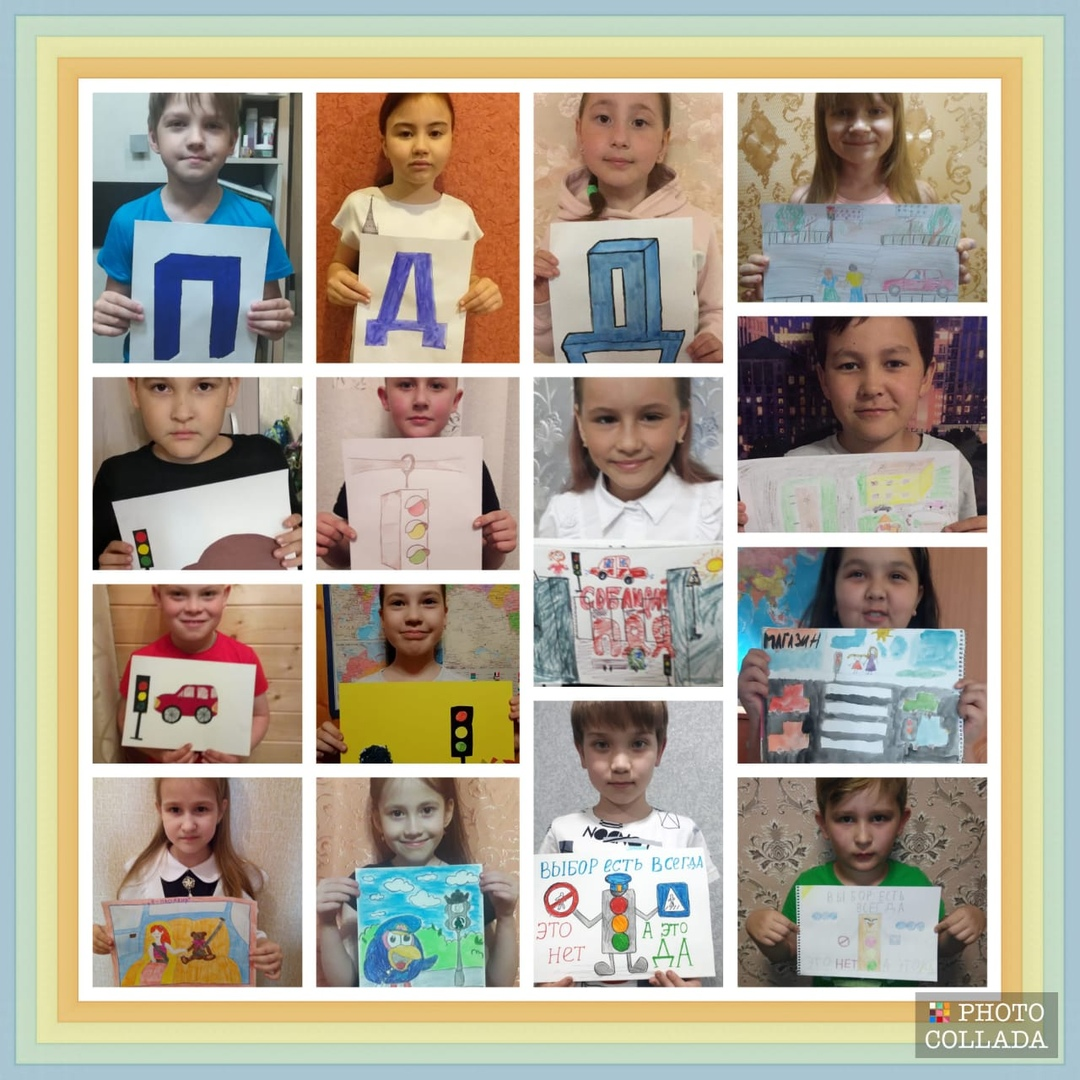 П
Д
Д
СОБЛЮДАЙ
ПДД
МАГАЗИН
ВЫБОР ЕСТЬ ВСЕГДА
ЭТО
НЕТ
А ЭТО
ДА
ВЫБОР ЕСТЬ
ВСЕГДА
ЭТО НЕТ
PHOTO
COLLADA